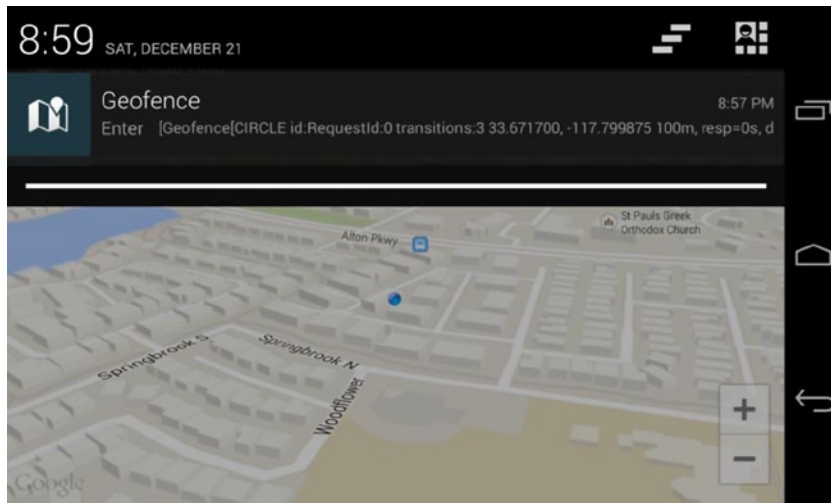 8:59 SAT, DECEMBER 21
Geofence 8:57 PM
Enter [Geofence[CIRCLE id:RequestId:0 transitions:3 33.671700, -117.799875 100m, resp=0s, d
St Pauls Greek
Orthodox Church
Alton Pkwy
Springbrook S
Springbrook N
Woodflower
+
−
Google